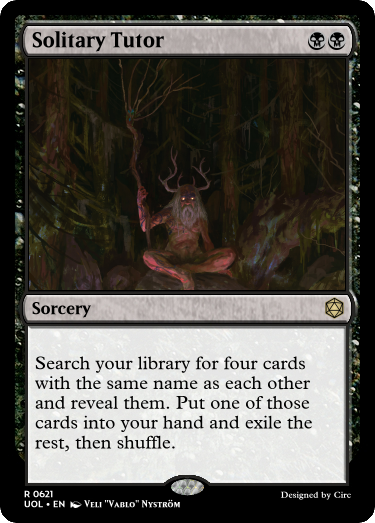 Solitary Tutor
Sorcery
Search your library for four cards
with the same name as each other
and reveal them. Put one of those
cards into your hand and exile the
rest, then shuffle.
R 0621
UOL • EN Veli "Vablo" Nyström
Designed by Circ